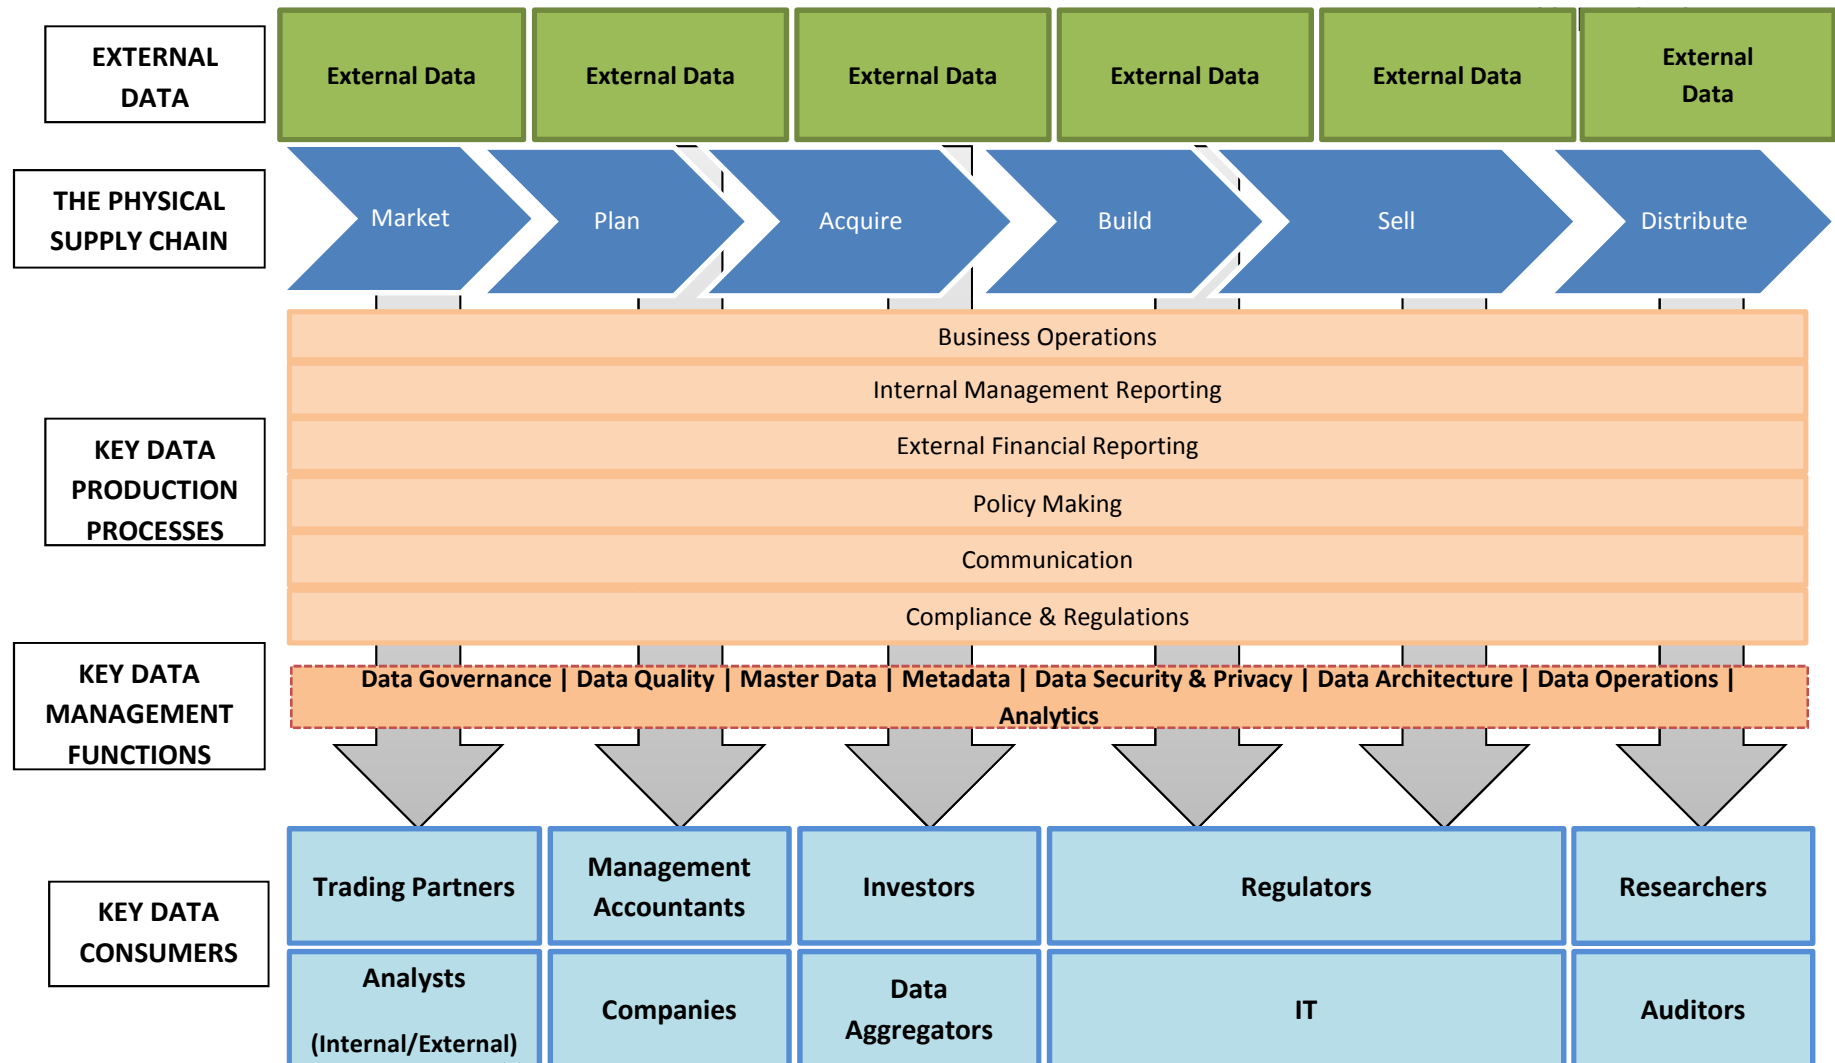 EXTERNAL
DATA
External Data
External Data
External Data
External Data
External Data
External
Data
THE PHYSICAL
SUPPLY CHAIN
Market
Plan
Acquire
Build
Sell
Distribute
KEY DATA
PRODUCTION
PROCESSES
Business Operations
Internal Management Reporting
External Financial Reporting
Policy Making
Communication
Compliance & Regulations
KEY DATA
MANAGEMENT
FUNCTIONS
Data Governance | Data Quality | Master Data | Metadata | Data Security & Privacy | Data Architecture | Data Operations |
Analytics
KEY DATA
CONSUMERS
Trading Partners
Management
Accountants
Investors
Regulators
Researchers
Analysts
(Internal/External)
Companies
Data
Aggregators
IT
Auditors